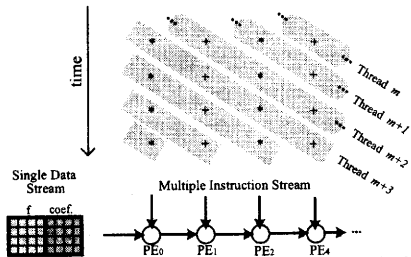 time
Thread m
Thread m+1
Thread m+2
Thread m+3
Single Data
Stream
f coef.
Multiple Instruction Stream
PE0 PE1 PE2 PE4 ...